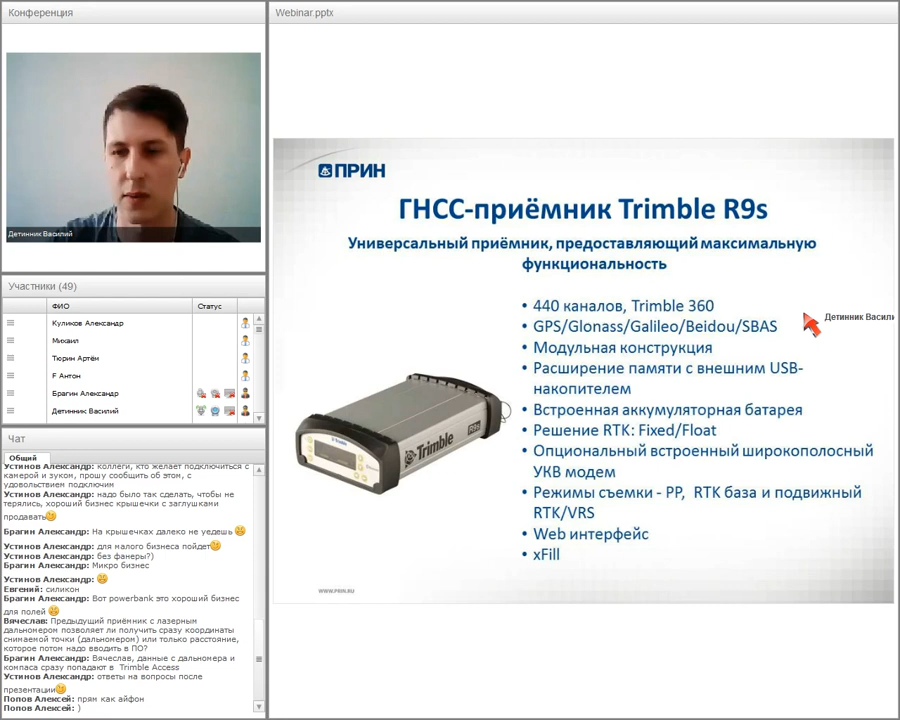 Конференция
Детинник Василий
Участники (49)
ФИО
Статус
Куликов Александр
Михаил
Тюрин Артём
F Антон
Брагин Александр
Детинник Василий
Чат
Общий
Устинов Александр: коллеги, кто желает подключиться с
камерой и зуком, прошу сообщить об этом, с
удовольствием подключим
Устинов Александр: надо было так сделать, чтобы не
терялись, хороший бизнес крышечки с заглушками
продавать
Брагин Александр: На крышечках далеко не уедешь
Устинов Александр: для малого бизнеса пойдет
Устинов Александр: без фанеры?)
Брагин Александр: Микро бизнес
Устинов Александр:
Евгений: силикон
Брагин Александр: Вот powerbank это хороший бизнес
для полей
Вячеслав: Предыдущий приёмник с лазерным
дальномером позволяет ли получить сразу координаты
снимаемой точки (дальномером) или только расстояние,
которое потом надо вводить в ПО?
Брагин Александр: Вячеслав, данные с дальномера и
компаса сразу попадают в Trimble Access
Устинов Александр: ответы на вопросы после
презентации
Попов Алексей: прям как айфон
Попов Алексей: )
Webinar.pptx
ПРИН
ГНСС-приёмник Trimble R9s
Универсальный приёмник, предоставляющий максимальную
функциональность
• 440 каналов, Trimble 360
• GPS/Glonass/Galileo/Beidou/SBAS
• Модульная конструкция
• Расширение памяти с внешним USB-
накопителем
• Встроенная аккумуляторная батарея
• Решение RTK: Fixed/Float
• Опциональный встроенный широкополосный
УКВ модем
• Режимы съемки - PP, RTK база и подвижный
RTK/VRS
• Web интерфейс
• xFill
Детинник Васили
Trimble
R9s
WWW.PRIN.RU